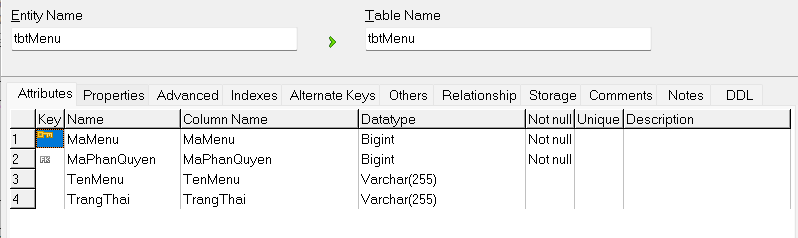 Entity Name Table Name
tbtMenu tbtMenu
Attributes Properties Advanced Indexes Alternate Keys Others Relationship Storage Comments Notes DDL
Key Name Column Name Datatype Not null Unique Description
1 MaMenu MaMenu Bigint Not null
2 FK MaPhanQuyen MaPhanQuyen Bigint Not null
3 TenMenu TenMenu Varchar(255)
4 TrangThai TrangThai Varchar(255)